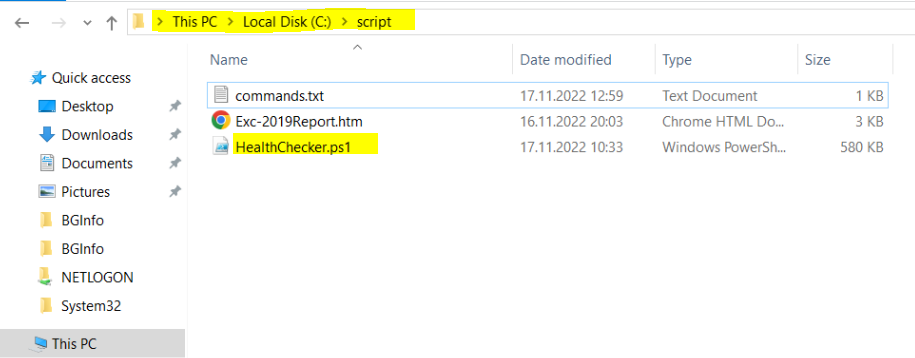 This PC > Local Disk (C:) > script
Name Date modified Type Size
Quick access
Desktop
Downloads
Documents
Pictures
BGInfo
BGInfo
NETLOGON
System32
This PC
commands.txt 17.11.2022 12:59 Text Document 1 KB
Exc-2019Report.htm 16.11.2022 20:03 Chrome HTML Do... 3 KB
HealthChecker.ps1 17.11.2022 10:33 Windows PowerSh... 580 KB